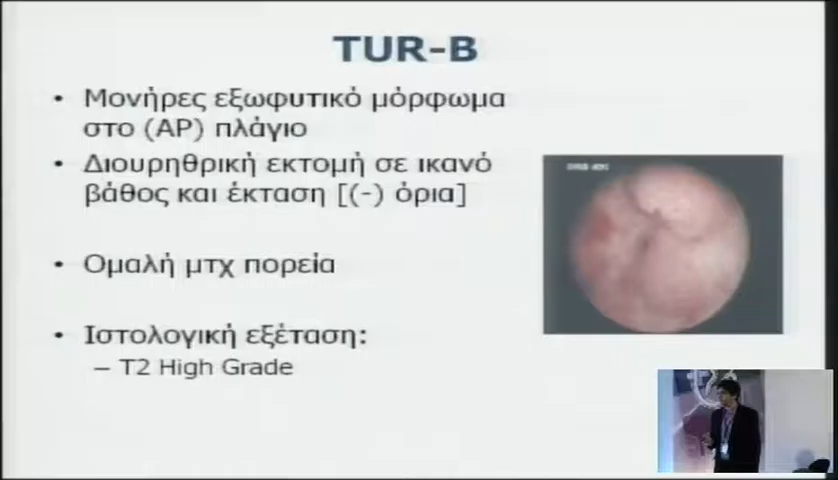 TUR-B
• Μονήρες εξωφυτικό μόρφωμα
στο (ΑΡ) πλάγιο
• Διουρηθρική εκτομή σε ικανό
βάθος και έκταση [(-) όρια]
• Ομαλή μτχ πορεία
• Ιστολογική εξέταση:
– T2 High Grade